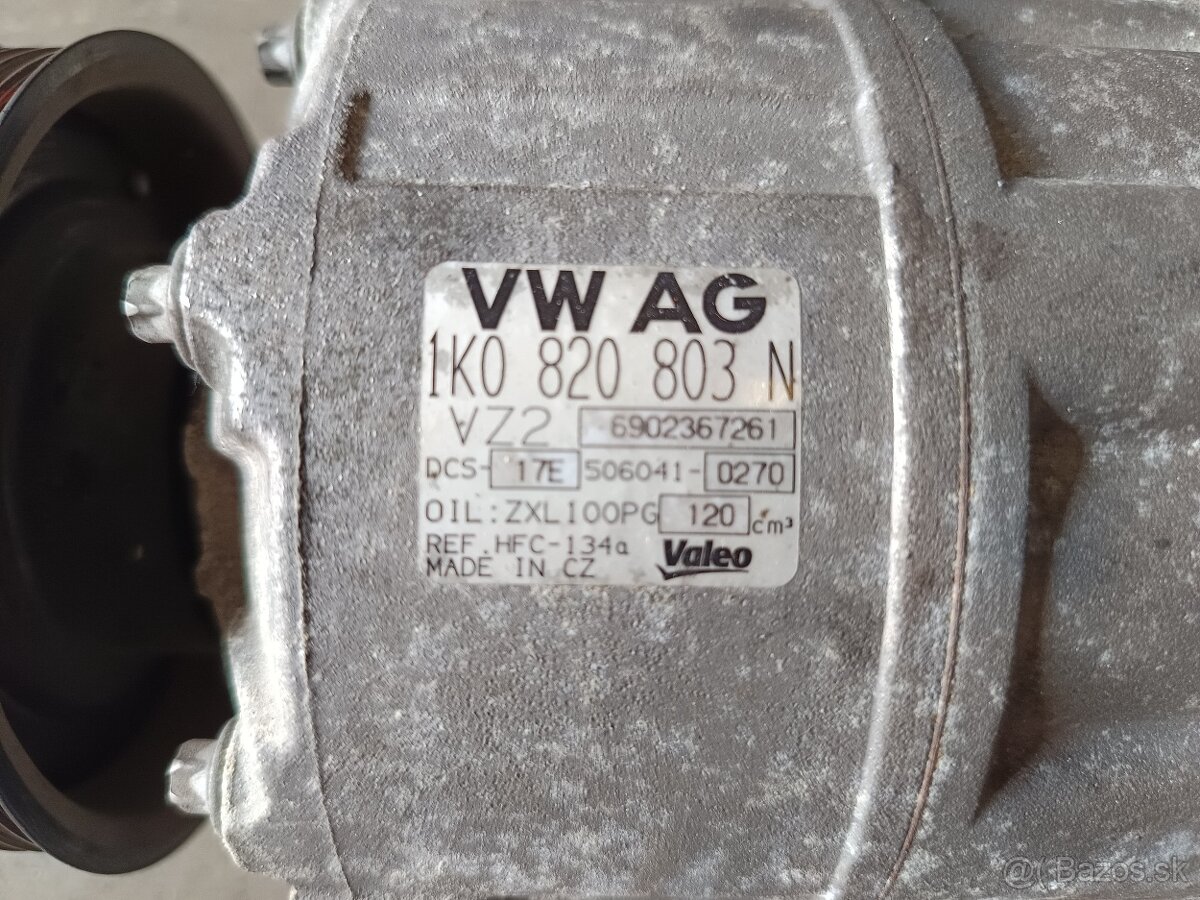 VW AG
1K0 820 803 N
VZ2 6902367261
DCS- 17E 506041- 0270
OIL: ZXL100PG 120 cm³
REF. HFC-134a
MADE IN CZ Valeo
@( Bazos.sk